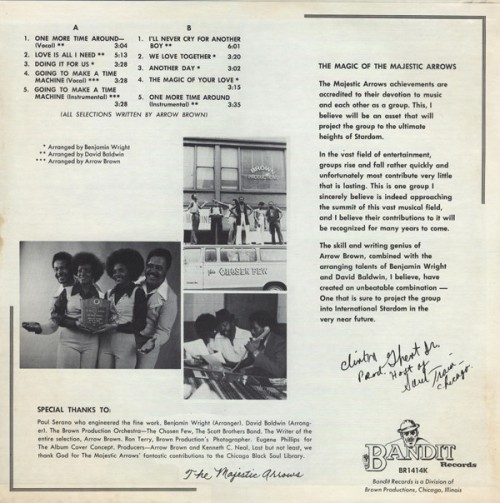 A
1. ONE MORE TIME AROUND—
(Vocal) ** 3:04
2. LOVE IS ALL I NEED ** 5:13
3. DOING IT FOR US * 3:28
4. GOING TO MAKE A TIME
MACHINE (Vocal) *** 3:28
5. GOING TO MAKE A TIME
MACHINE (Instrumental) ***
3:28
B
1. I'LL NEVER CRY FOR ANOTHER
BOY ** 6:01
2. WE LOVE TOGETHER * 3:20
3. ANOTHER DAY * 3:02
4. THE MAGIC OF YOUR LOVE *
3:15
5. ONE MORE TIME AROUND
(Instrumental) ** 3:35
(ALL SELECTIONS WRITTEN BY ARROW BROWN)
* Arranged by Benjamin Wright
** Arranged by David Baldwin
*** Arranged by Arrow Brown
BROWN
The CHOSEN FEW
THE MAGIC OF THE MAJESTIC ARROWS
The Majestic Arrows achievements are
accredited to their devotion to music
and each other as a group. This, I
believe will be an asset that will
project the group to the ultimate
heights of Stardom.
In the vast field of entertainment,
groups rise and fall rather quickly and
unfortunately most contribute very little
that is lasting. This is one group I
sincerely believe is indeed approaching
the summit of this vast musical field,
and I believe their contributions to it will
be recognized for many years to come.
The skill and writing genius of
Arrow Brown, combined with the
arranging talents of Benjamin Wright
and David Baldwin, I believe, have
created an unbeatable combination —
One that is sure to project the group
into International Stardom in the
very near future.
Clinton Ghent Jr.
Prod. Host of
Soul Train
Chicago
SPECIAL THANKS TO:
Paul Serano who engineered the fine work, Benjamin Wright (Arranger). David Baldwin (Arrang-
er). The Brown Production Orchestra—The Chosen Few, The Scott Brothers Band. The Writer of the
entire selection, Arrow Brown. Ron Terry, Brown Production's Photographer. Eugene Phillips for
The Album Cover Concept. Producers—Arrow Brown and Kenneth C. Neal. Last but not least, we
thank God for The Majestic Arrows' fantastic contributions to the Chicago Black Soul Library.
The Majestic Arrows
BANDIT
Records
BR1414K
Bandit Records is a Division of
Brown Productions, Chicago, Illinois